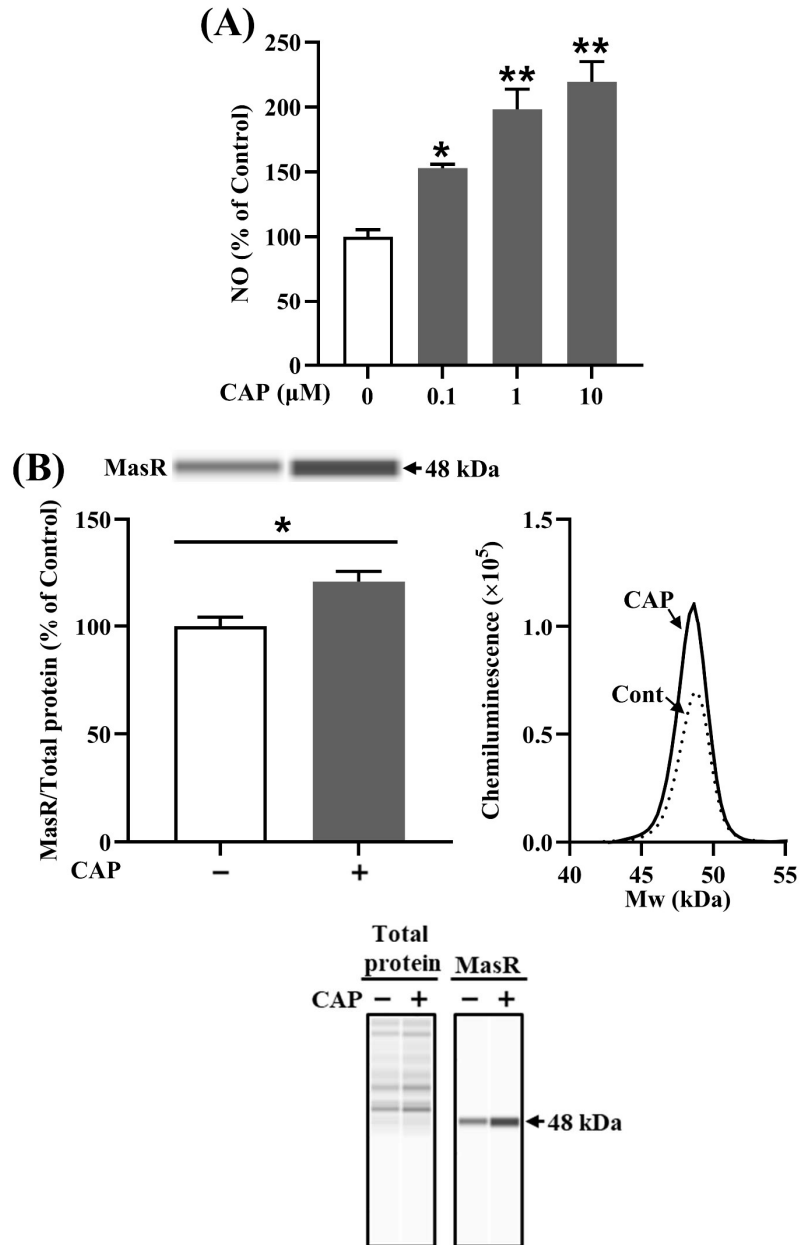 (A)
NO (% of Control)
250
200
150
100
50
0
*
**
**
CAP (μM)
0 0.1 1 10
(B)
MasR
48 kDa
MasR/Total protein (% of Control)
150
100
50
0
*
CAP
− +
Chemiluminescence (×10⁵)
1.5
1.0
0.5
0.0
CAP
Cont
40 45 50 55
Mw (kDa)
Total
protein MasR
CAP − + − +
48 kDa